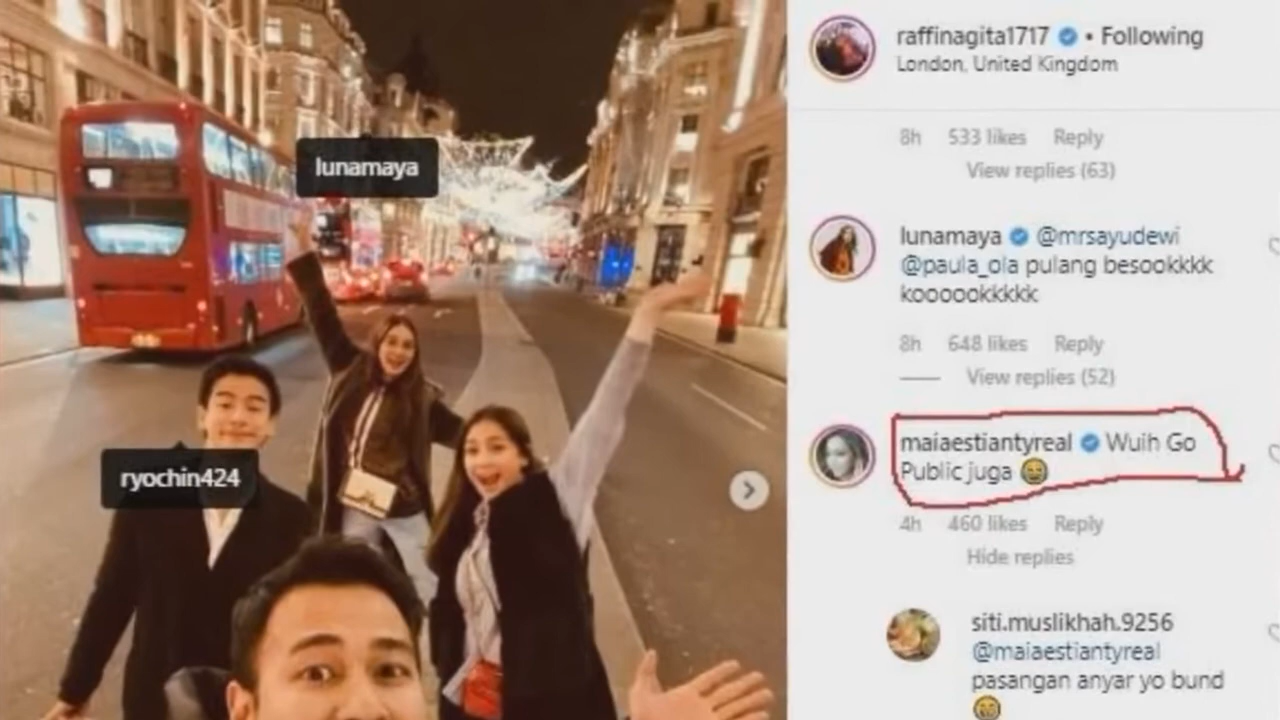 lunamaya
ryochin424
raffinagita1717 • Following
London, United Kingdom
8h 533 likes Reply
View replies (63)
lunamaya @mrsayudewi
@paula_ola pulang besookkkk
koooookkkkk
8h 648 likes Reply
View replies (52)
maiaestiantyreal Wuih Go
Public juga 😂
4h 460 likes Reply
Hide replies
siti.muslikhah.9256
@maiaestiantyreal
pasangan anyar yo bund
😂